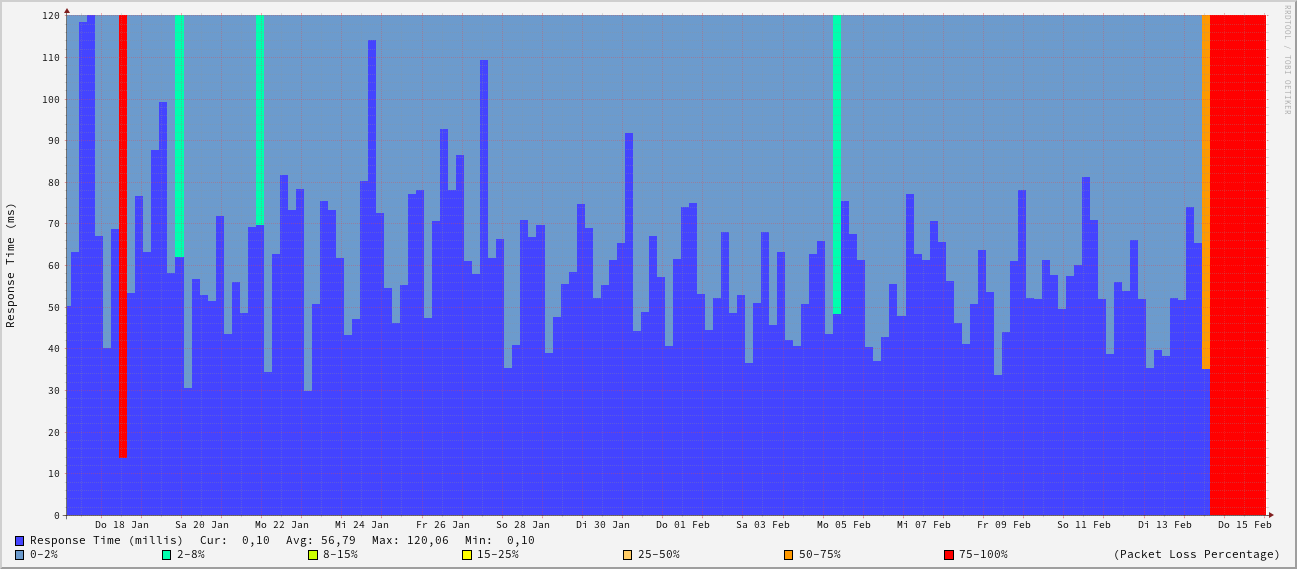 RRDTOOL / TOBI OETIKER
Response Time (ms)
120
110
100
90
80
70
60
50
40
30
20
10
0
Do 18 Jan Sa 20 Jan Mo 22 Jan Mi 24 Jan Fr 26 Jan So 28 Jan Di 30 Jan Do 01 Feb Sa 03 Feb Mo 05 Feb Mi 07 Feb Fr 09 Feb So 11 Feb Di 13 Feb Do 15 Feb
Response Time (millis) Cur: 0,10 Avg: 56,79 Max: 120,06 Min: 0,10
0-2% 2-8% 8-15% 15-25% 25-50% 50-75% 75-100% (Packet Loss Percentage)